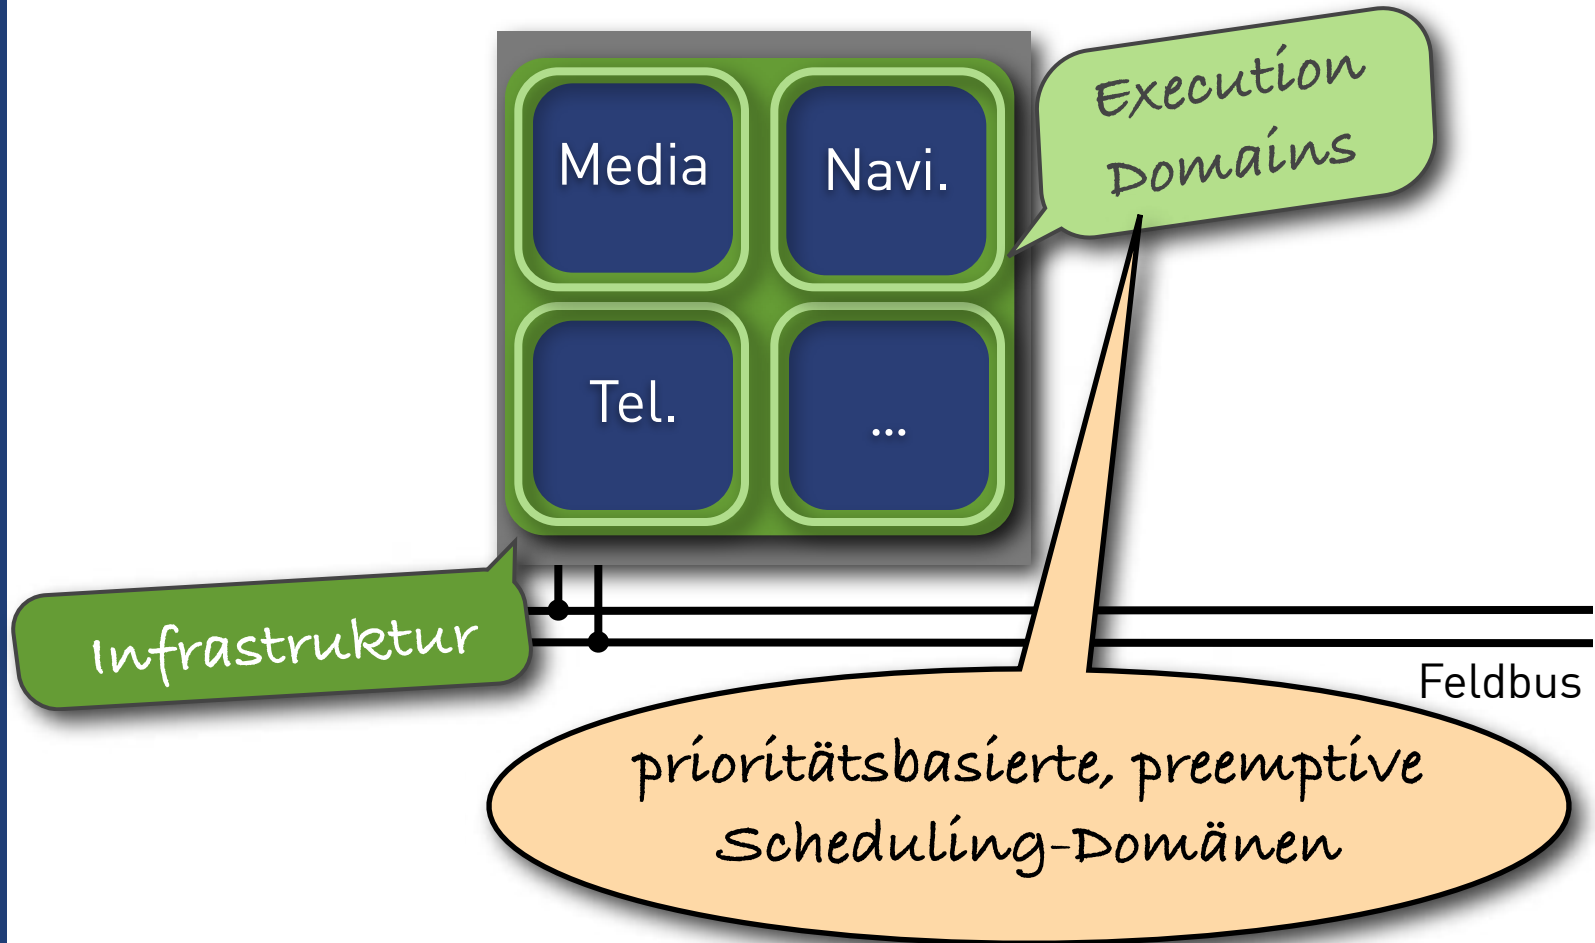 Media
Navi.
Execution
Domains
Tel.
...
Infrastruktur
Feldbus
prioritätsbasierte, preemptive
Scheduling-Domänen